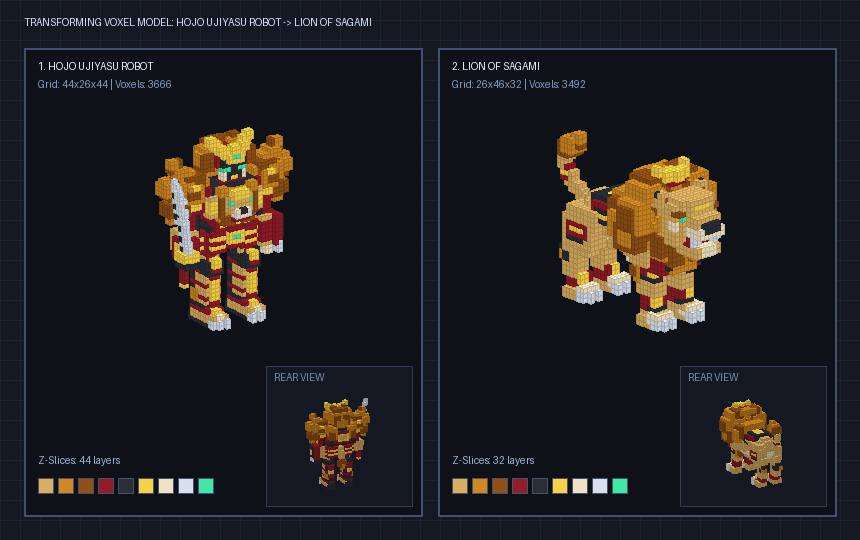 TRANSFORMING VOXEL MODEL: HOJO UJIYASU ROBOT -> LION OF SAGAMI
1. HOJO UJIYASU ROBOT
Grid: 44x26x44 | Voxels: 3666
REAR VIEW
Z-Slices: 44 layers
2. LION OF SAGAMI
Grid: 26x46x32 | Voxels: 3492
REAR VIEW
Z-Slices: 32 layers